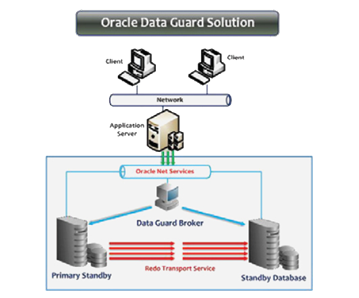 Oracle Data Guard Solution
Client
Client
Network
Application
Server
Oracle Net Services
Data Guard Broker
Primary Standby
Standby Database
Redo Transport Service